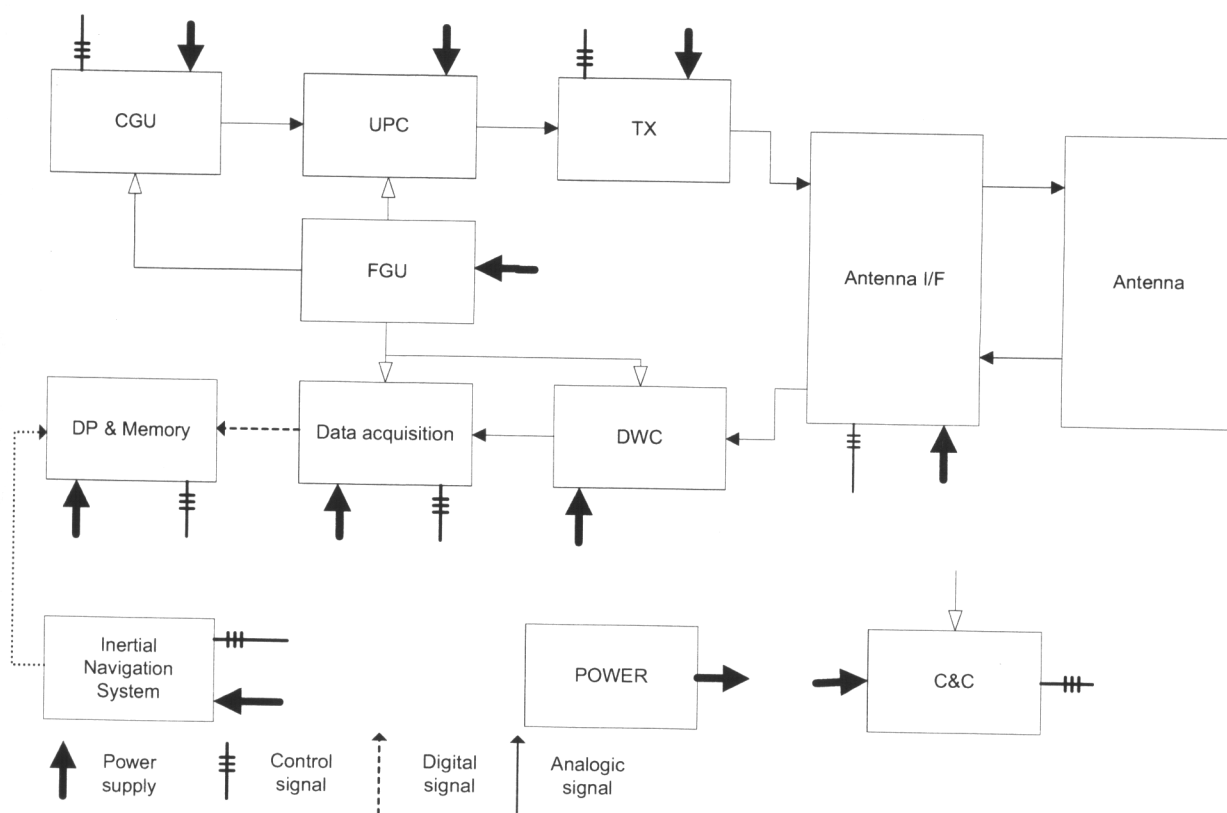 CGU
UPC
TX
FGU
Antenna I/F
Antenna
DP & Memory
Data acquisition
DWC
Inertial
Navigation
System
POWER
C&C
Power
supply
Control
signal
Digital
signal
Analogic
signal